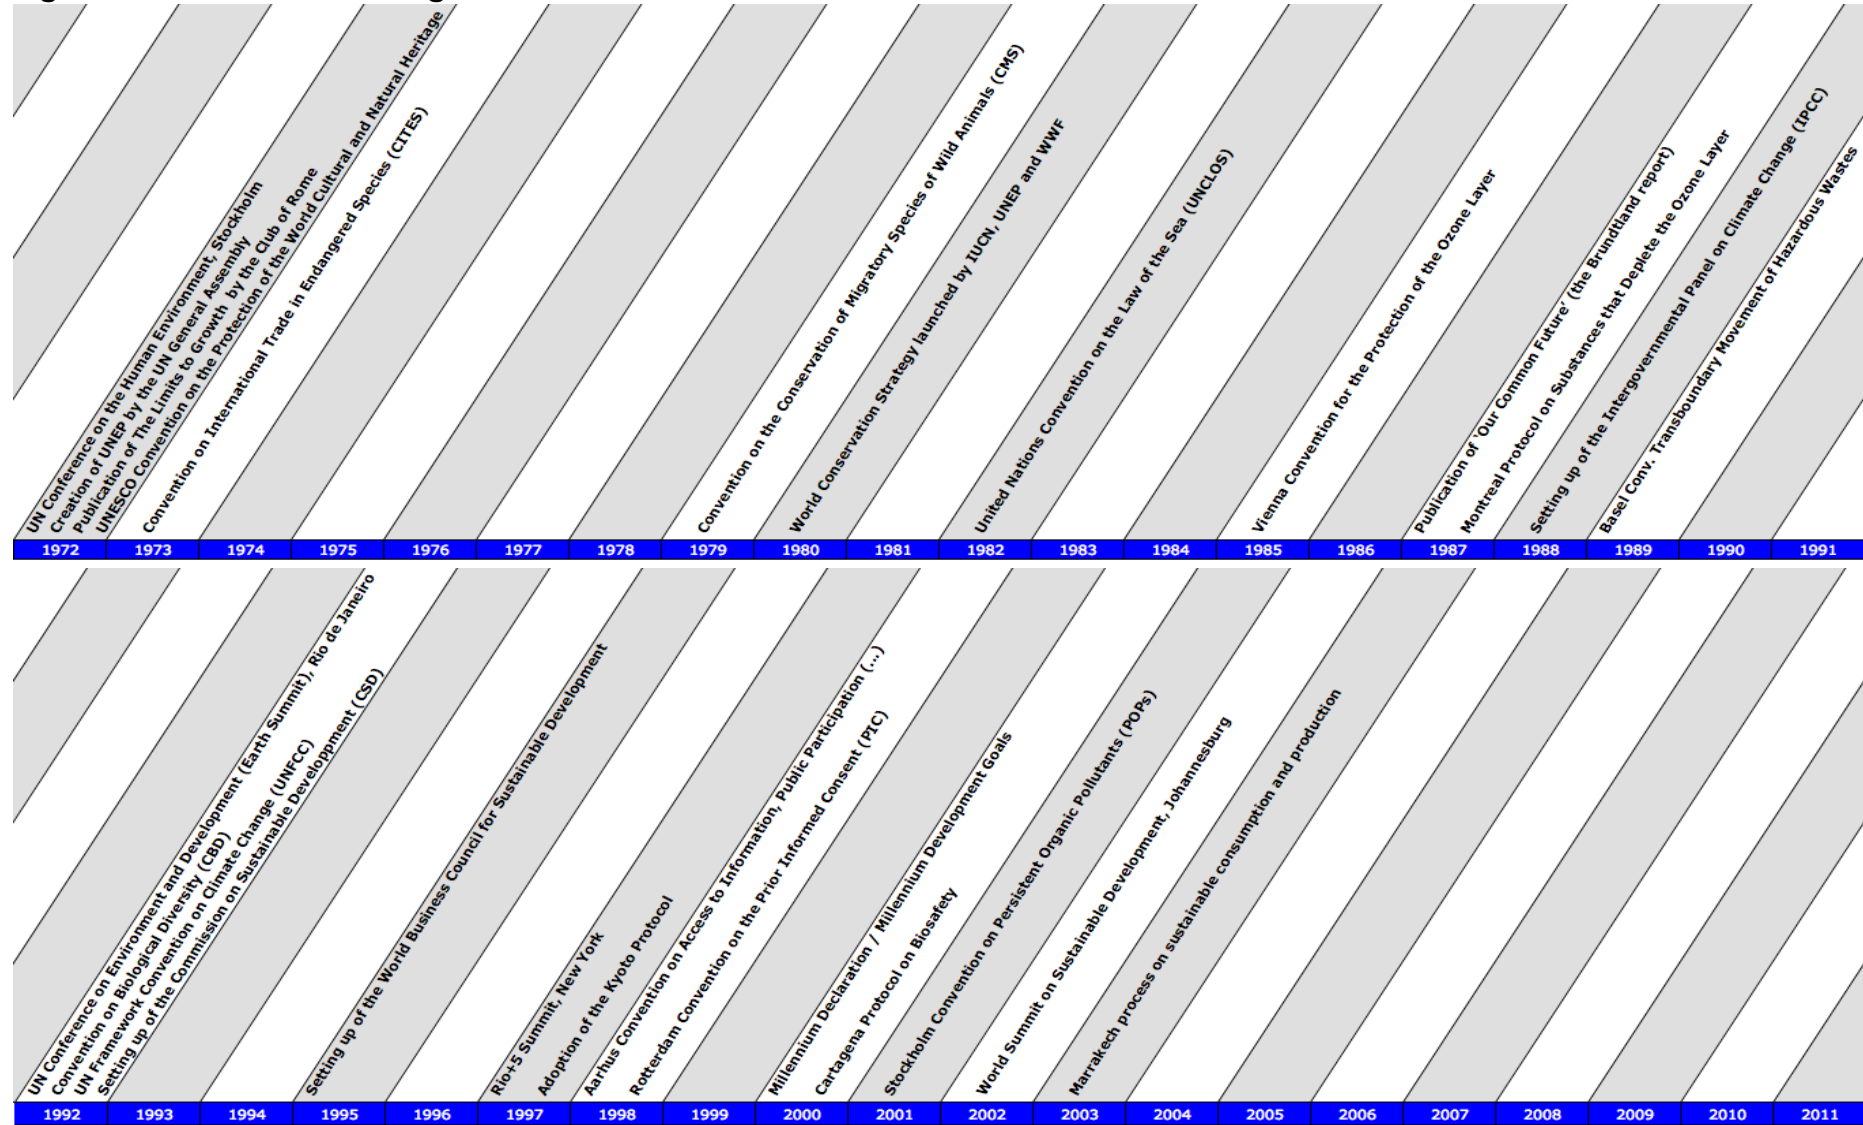 UN Conference on the Human Environment, Stockholm
Creation of UNEP by the UN General Assembly
Publication of The Limits to Growth by the Club of Rome
UNESCO Convention on the Protection of the World Cultural and Natural Heritage
Convention on International Trade in Endangered Species (CITES)
Convention on the Conservation of Migratory Species of Wild Animals (CMS)
World Conservation Strategy launched by IUCN, UNEP and WWF
United Nations Convention on the Law of the Sea (UNCLOS)
Vienna Convention for the Protection of the Ozone Layer
Publication of ‘Our Common Future’ (the Brundtland report)
Montreal Protocol on Substances that Deplete the Ozone Layer
Setting up of the Intergovernmental Panel on Climate Change (IPCC)
Basel Conv. Transboundary Movement of Hazardous Wastes
1972 1973 1974 1975 1976 1977 1978 1979 1980 1981 1982 1983 1984 1985 1986 1987 1988 1989 1990 1991
UN Conference on Environment and Development (Earth Summit), Rio de Janeiro
Convention on Biological Diversity (CBD)
UN Framework Convention on Climate Change (UNFCC)
Setting up of the Commission on Sustainable Developpment (CSD)
Setting up of the World Business Council for Sustainable Development
Rio+5 Summit, New York
Adoption of the Kyoto Protocol
Aarhus Convention on Access to Information, Public Participation (...)
Rotterdam Convention on the Prior Informed Consent (PIC)
Millennium Declaration / Millennium Development Goals
Cartagena Protocol on Biosafety
Stockholm Convention on Persistent Organic Pollutants (POPs)
World Summit on Sustainable Development, Johannesburg
Marrakech process on sustainable consumption and production
1992 1993 1994 1995 1996 1997 1998 1999 2000 2001 2002 2003 2004 2005 2006 2007 2008 2009 2010 2011